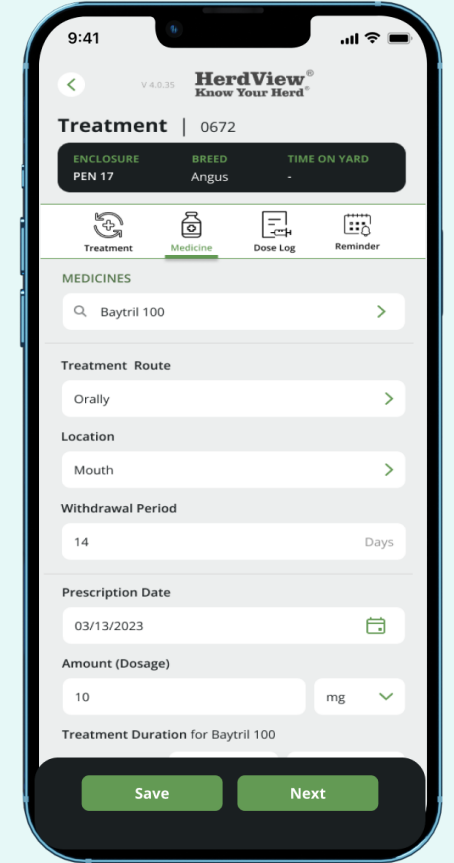 9:41
V 4.0.35 HerdView®
Know Your Herd®
Treatment | 0672
ENCLOSURE BREED TIME ON YARD
PEN 17 Angus -
Treatment Medicine Dose Log Reminder
MEDICINES
Baytril 100
Treatment Route
Orally
Location
Mouth
Withdrawal Period
14 Days
Prescription Date
03/13/2023
Amount (Dosage)
10 mg
Treatment Duration for Baytril 100
Save Next